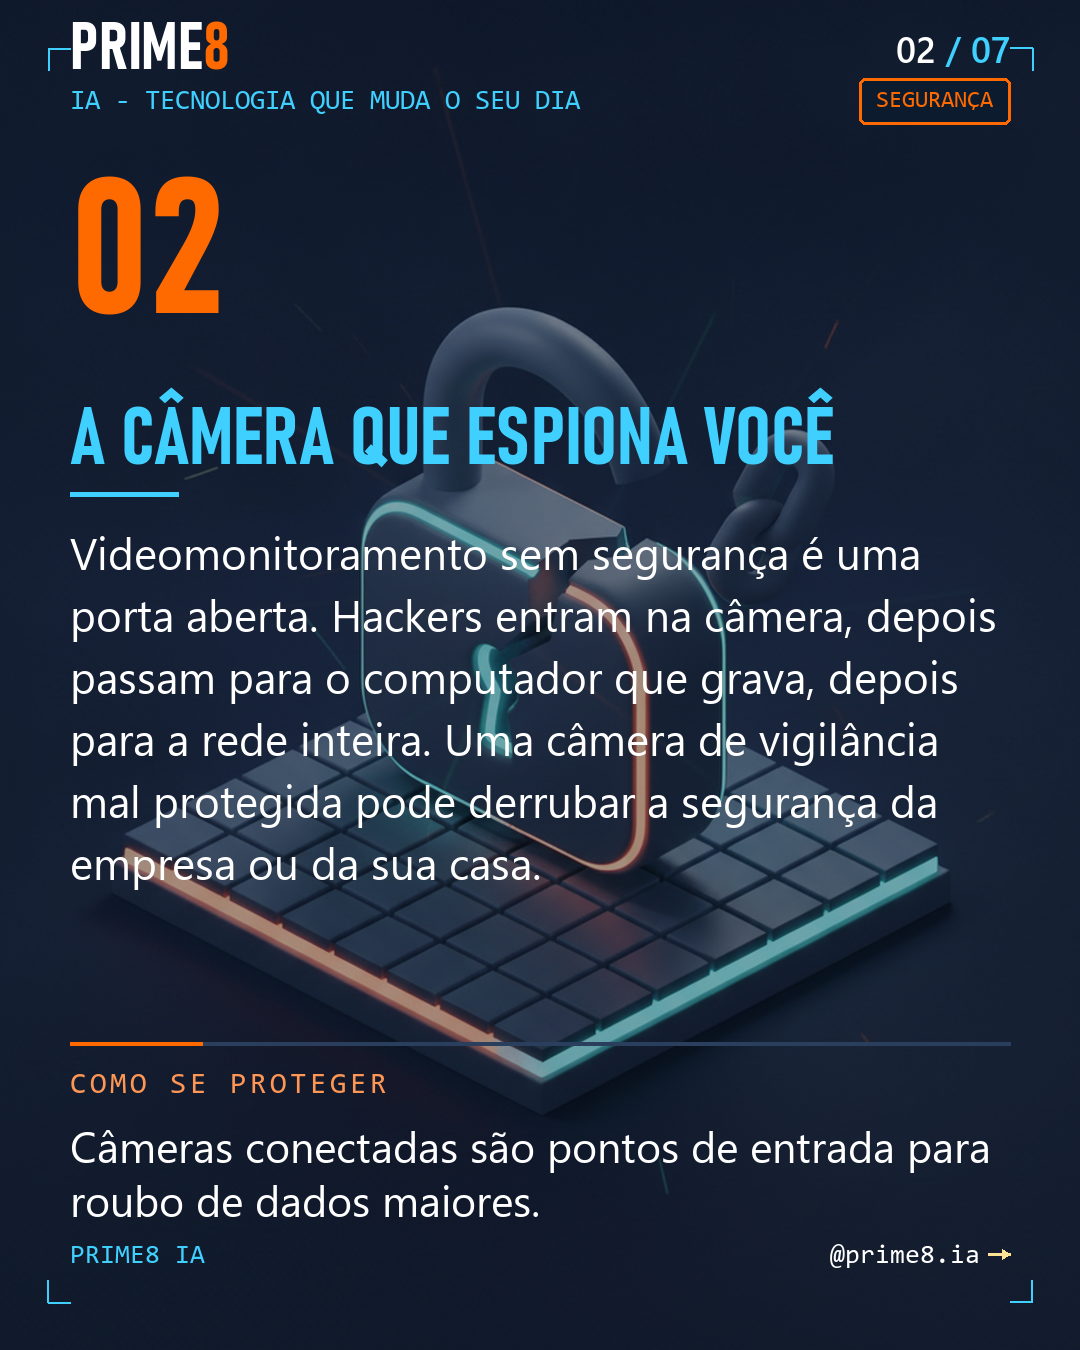 PRIME8
02 / 07
IA - TECNOLOGIA QUE MUDA O SEU DIA
SEGURANÇA
02
A CÂMERA QUE ESPIONA VOCÊ
Videomonitoramento sem segurança é uma
porta aberta. Hackers entram na câmera, depois
passam para o computador que grava, depois
para a rede inteira. Uma câmera de vigilância
mal protegida pode derrubar a segurança da
empresa ou da sua casa.
COMO SE PROTEGER
Câmeras conectadas são pontos de entrada para
roubo de dados maiores.
PRIME8 IA
@prime8.ia →